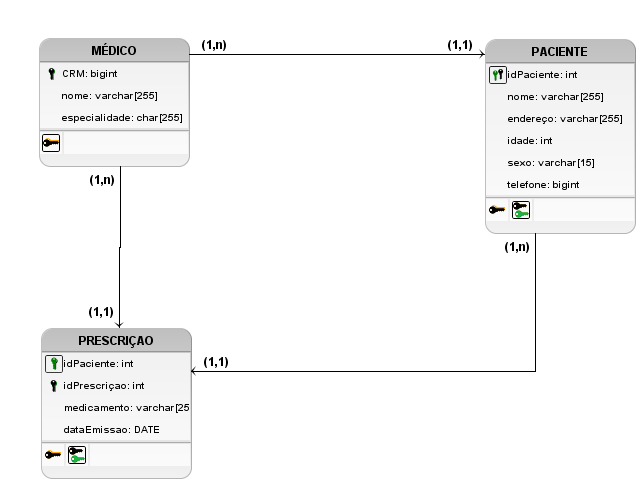 MÉDICO
CRM: bigint
nome: varchar[255]
especialidade: char[255]
(1,n)
(1,1)
PACIENTE
idPaciente: int
nome: varchar[255]
endereço: varchar[255]
idade: int
sexo: varchar[15]
telefone: bigint
(1,n)
(1,n)
(1,1)
(1,1)
PRESCRIÇAO
idPaciente: int
idPrescriçao: int
medicamento: varchar[25
dataEmissao: DATE